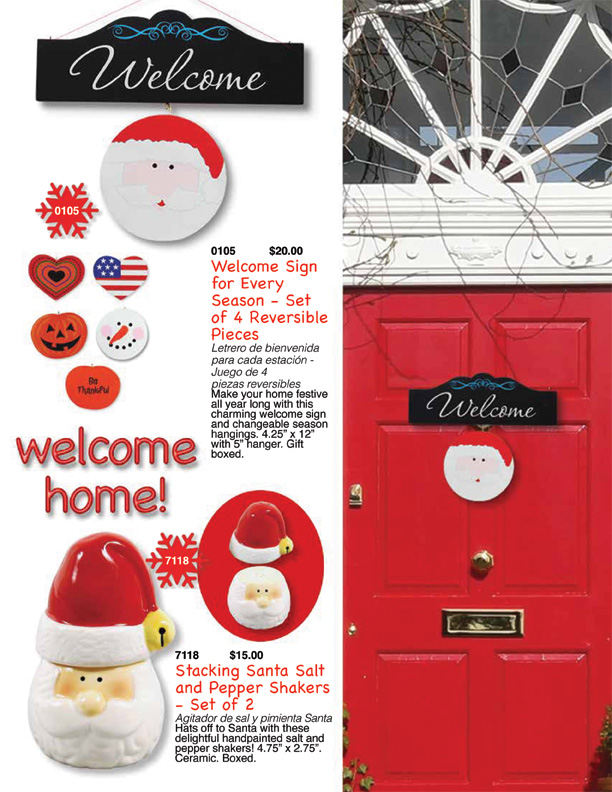 Welcome
0105
0105 $20.00
Welcome Sign
for Every
Season - Set
of 4 Reversible
Pieces
Letrero de bienvenida
para cada estación -
Juego de 4
piezas reversibles
Make your home festive
all year long with this
charming welcome sign
and changeable season
hangings. 4.25" x 12"
with 5" hanger. Gift
boxed.
Be
Thankful
welcome
home!
7118
7118 $15.00
Stacking Santa Salt
and Pepper Shakers
- Set of 2
Agitador de sal y pimienta Santa
Hats off to Santa with these
delightful handpainted salt and
pepper shakers! 4.75" x 2.75".
Ceramic. Boxed.
Welcome